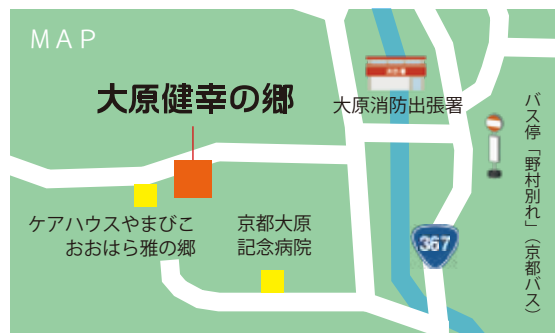 MAP
大原健幸の郷
大原消防出張署
バス停「野村別れ」（京都バス）
ケアハウスやまびこ
おおはら雅の郷
京都大原
記念病院
367